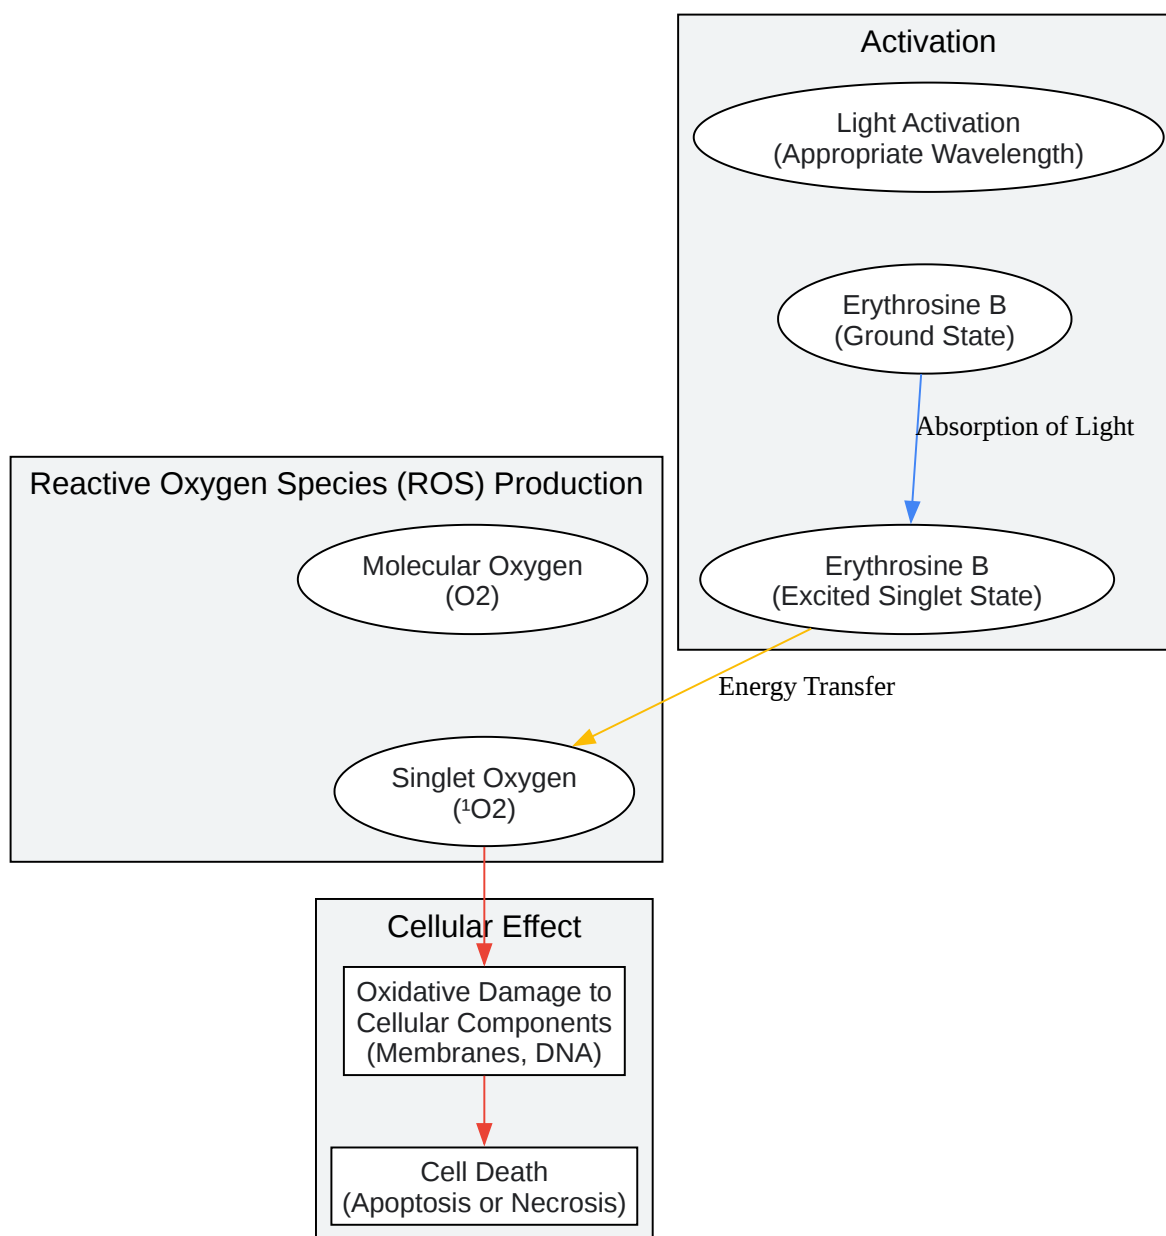 Activation
Light Activation
(Appropriate Wavelength)
Erythrosine B
(Ground State)
Absorption of Light
Reactive Oxygen Species (ROS) Production
Molecular Oxygen
(O2)
Erythrosine B
(Excited Singlet State)
Energy Transfer
Singlet Oxygen
(¹O2)
Cellular Effect
Oxidative Damage to
Cellular Components
(Membranes, DNA)
Cell Death
(Apoptosis or Necrosis)